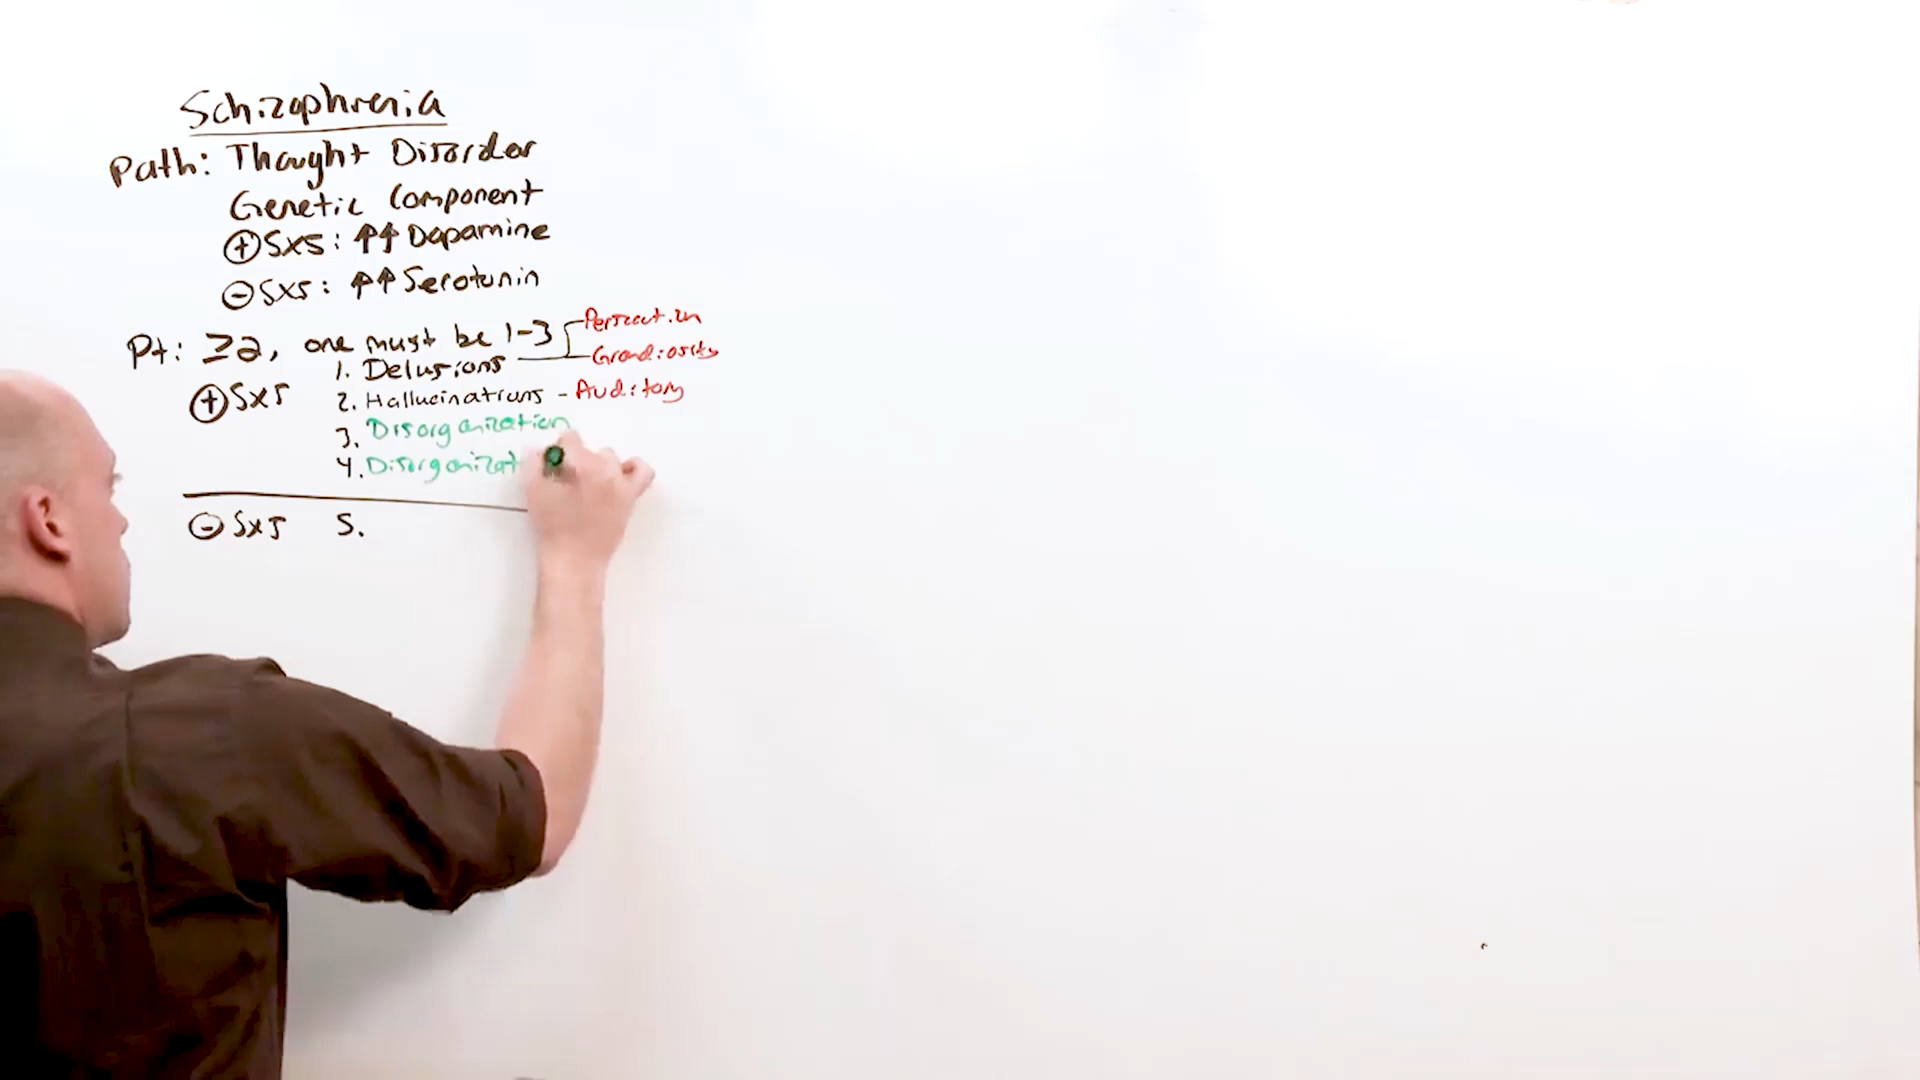 Schizophrenia
Path: Thought Disorder
Genetic Component
⊕ Sxs: ↑↑ Dopamine
⊖ Sxs: ↑↑ Serotonin
Pt: ≥2, one must be 1-3
Persecution
1. Delusions
Grandiosity
⊕ Sxs
2. Hallucinations - Auditory
3. Disorganization
4. Disorganizat
⊖ Sxs 5.